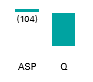 (104)
ASP Q